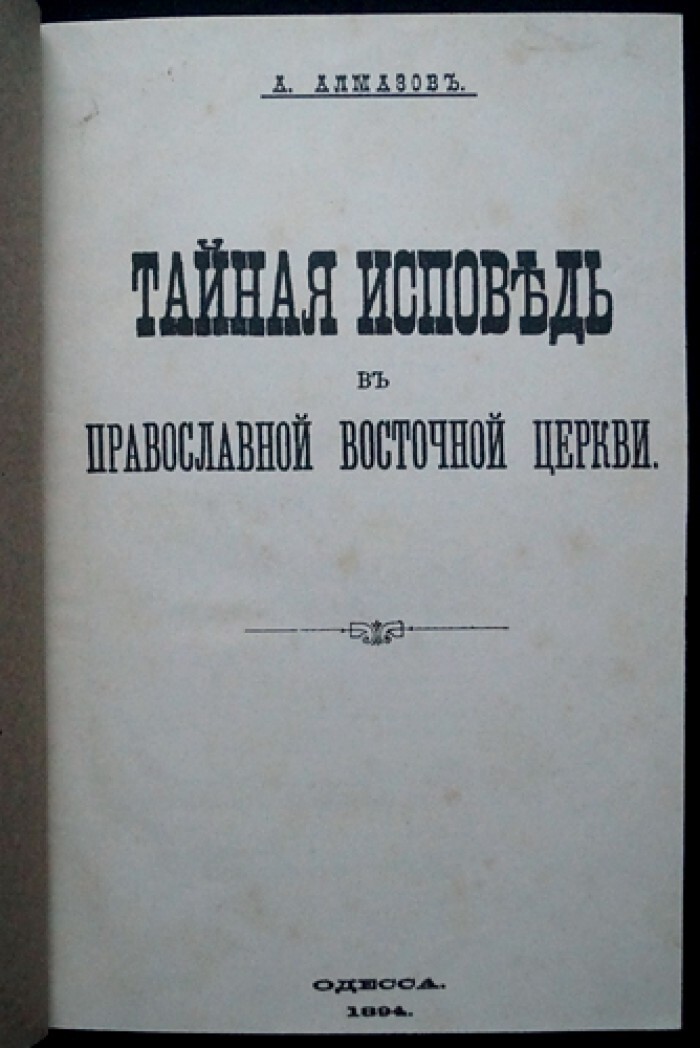 А. АЛМАЗОВЪ.
ТАЙНАЯ ИСПОВѢДЬ
ВЪ
ПРАВОСЛАВНОЙ ВОСТОЧНОЙ ЦЕРКВИ.
ОДЕССА.
1894.